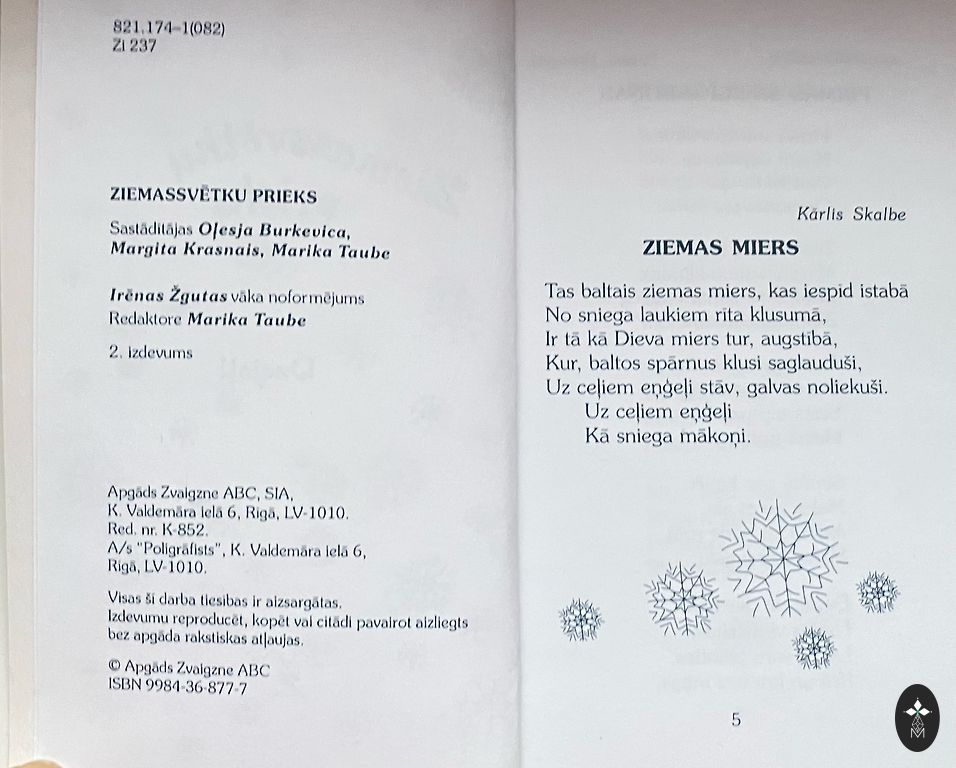 821.174-1(082)
Zi 237
ZIEMASSVĒTKU PRIEKS
Sastādītājas Oļesja Burkevica,
Margita Krasnais, Marika Taube
Irēnas Žgutas vāka noformējums
Redaktore Marika Taube
2. izdevums
Apgāds Zvaigzne ABC, SIA,
K. Valdemāra ielā 6, Rīgā, LV-1010.
Red. nr. K-852.
A/s "Poligrāfists", K. Valdemāra ielā 6,
Rīgā, LV-1010.
Visas šī darba tiesības ir aizsargātas.
Izdevumu reproducēt, kopēt vai citādi pavairot aizliegts
bez apgāda rakstiskas atļaujas.
© Apgāds Zvaigzne ABC
ISBN 9984-36-877-7
Kārlis Skalbe
ZIEMAS MIERS
Tas baltais ziemas miers, kas iespīd istabā
No sniega laukiem rīta klusumā,
Ir tā kā Dieva miers tur, augstībā,
Kur, baltos spārnus klusi saglauduši,
Uz ceļiem eņģeļi stāv, galvas noliekuši.
Uz ceļiem eņģeļi
Kā sniega mākoņi.
5